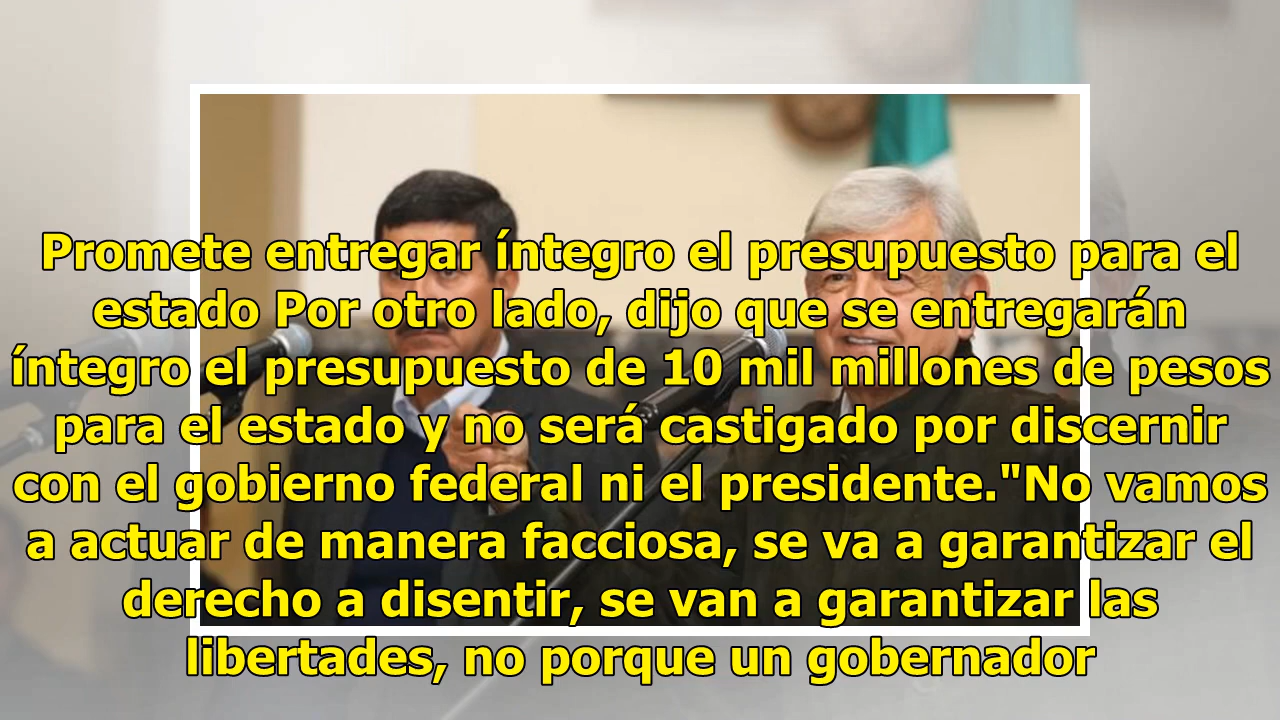 Promete entregar íntegro el presupuesto para el
estado Por otro lado, dijo que se entregarán
íntegro el presupuesto de 10 mil millones de pesos
para el estado y no será castigado por discernir
con el gobierno federal ni el presidente."No vamos
a actuar de manera facciosa, se va a garantizar el
derecho a disentir, se van a garantizar las
libertades, no porque un gobernador